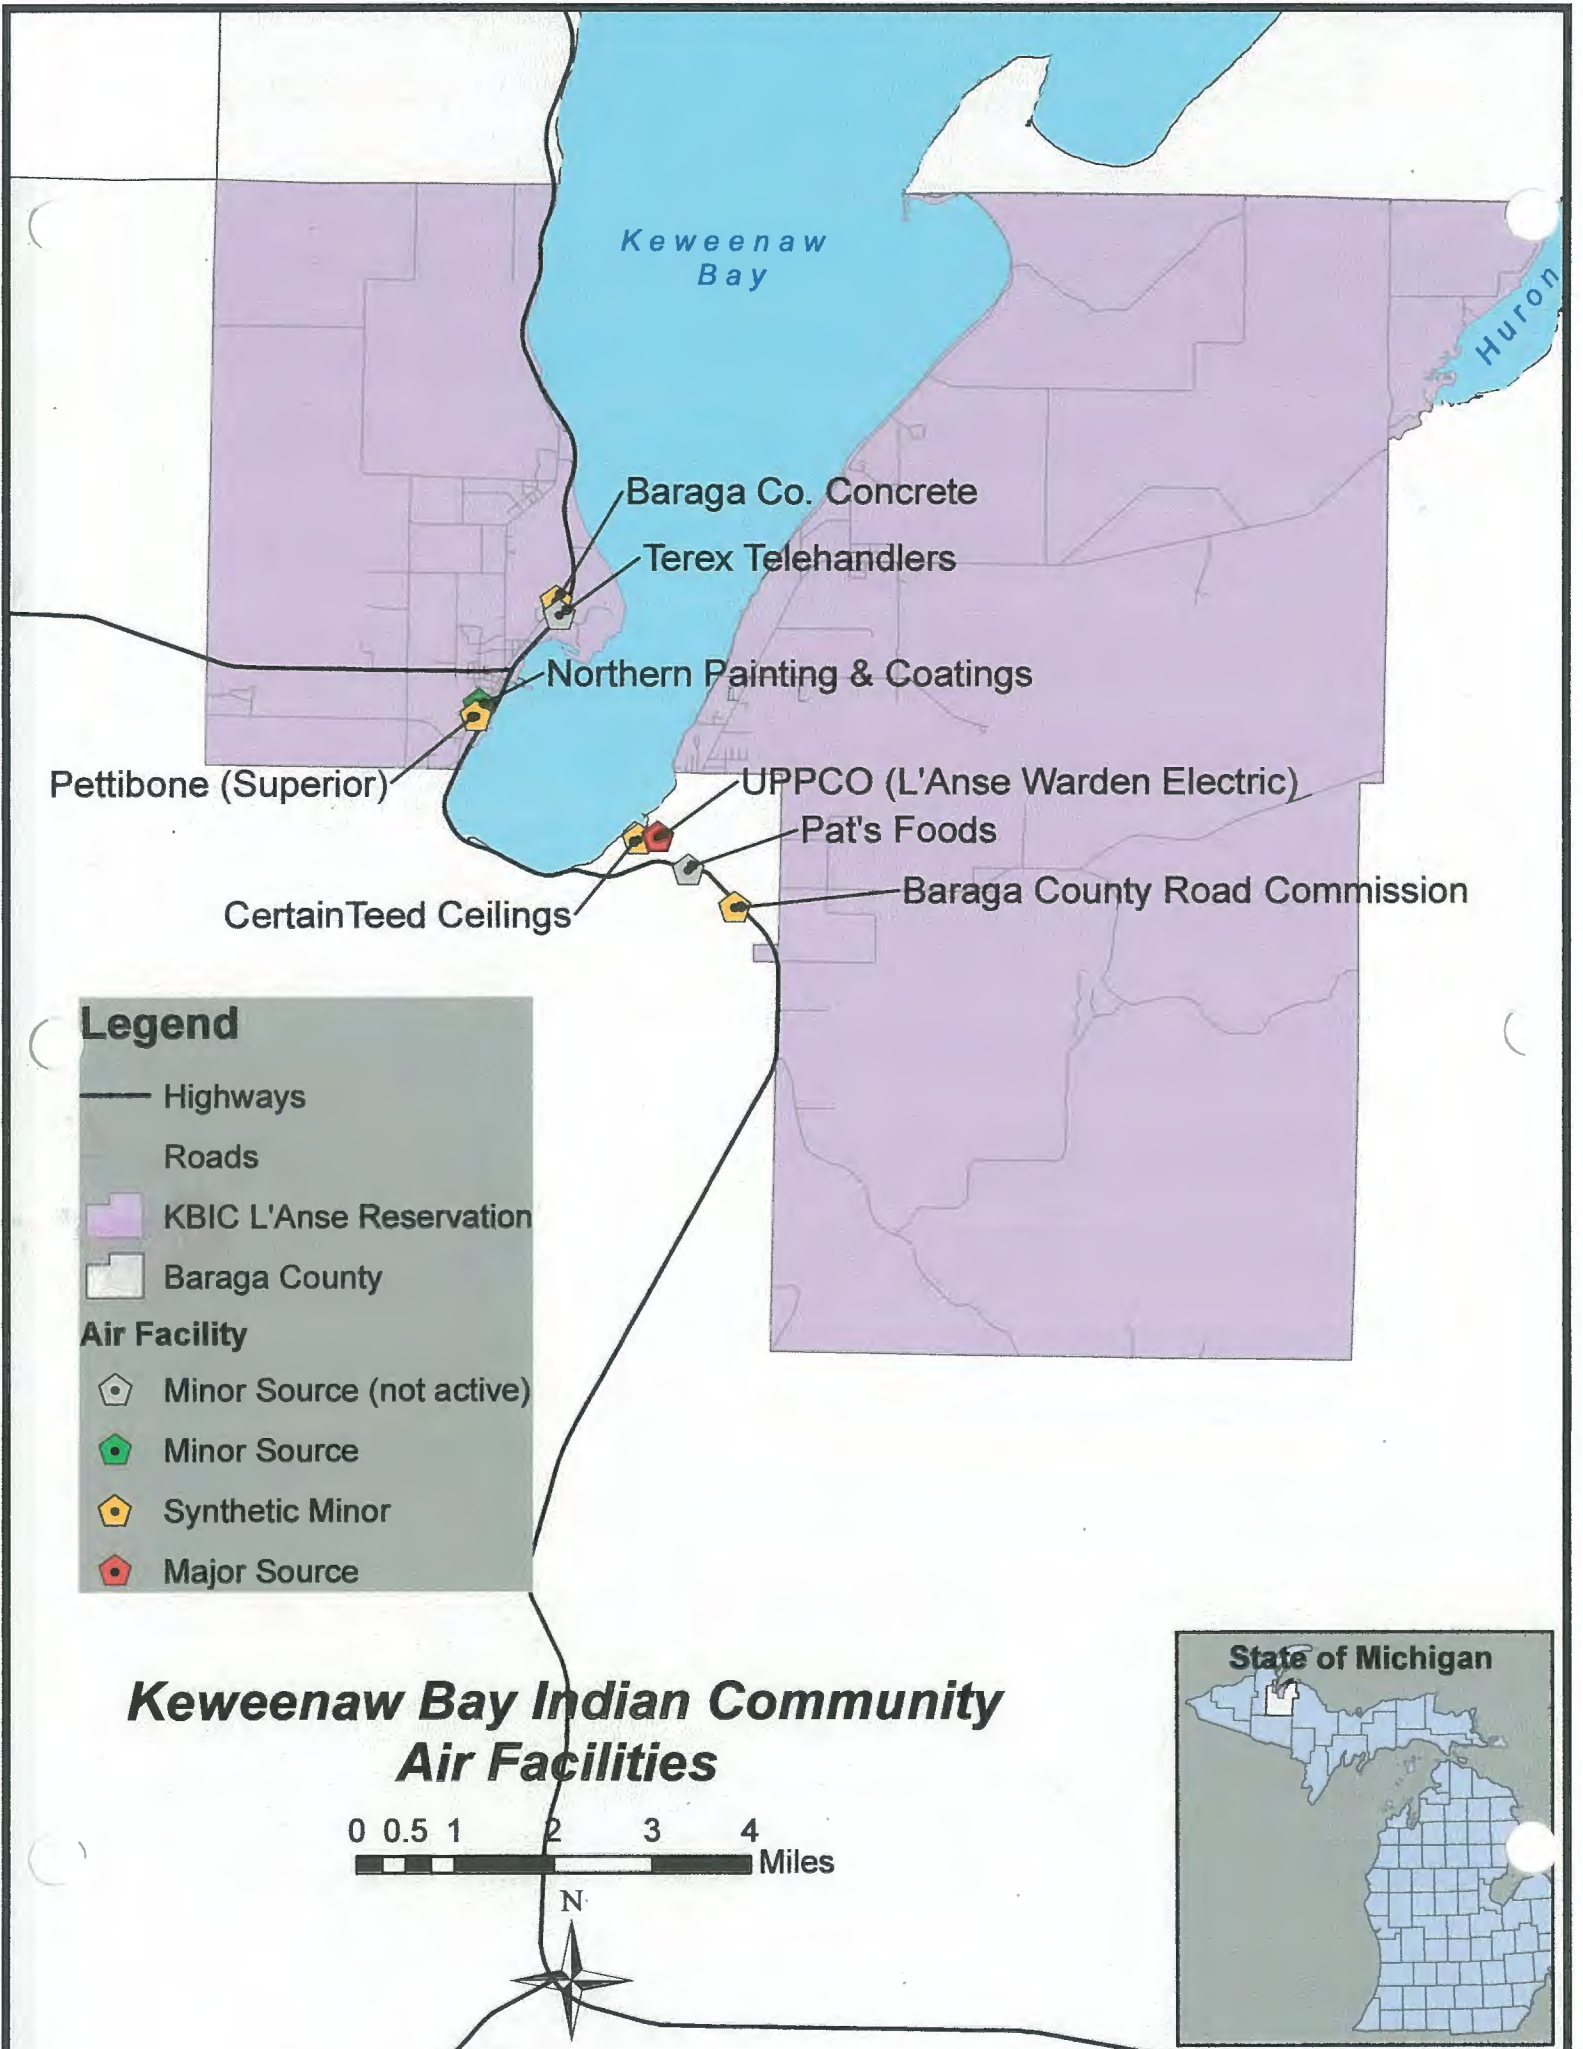 Keweenaw
Bay
Huron
Baraga Co. Concrete
Terex Telehandlers
Northern Painting & Coatings
Pettibone (Superior)
UPPCO (L'Anse Warden Electric)
Pat's Foods
Baraga County Road Commission
CertainTeed Ceilings
Legend
Highways
Roads
KBIC L'Anse Reservation
Baraga County
Air Facility
Minor Source (not active)
Minor Source
Synthetic Minor
Major Source
Keweenaw Bay Indian Community
Air Facilities
0 0.5 1 2 3 4
Miles
N
State of Michigan